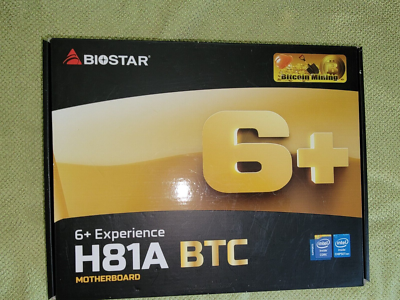 BIOSTAR
Bitcoin Mining
6+
6+ Experience
H81A BTC
MOTHERBOARD